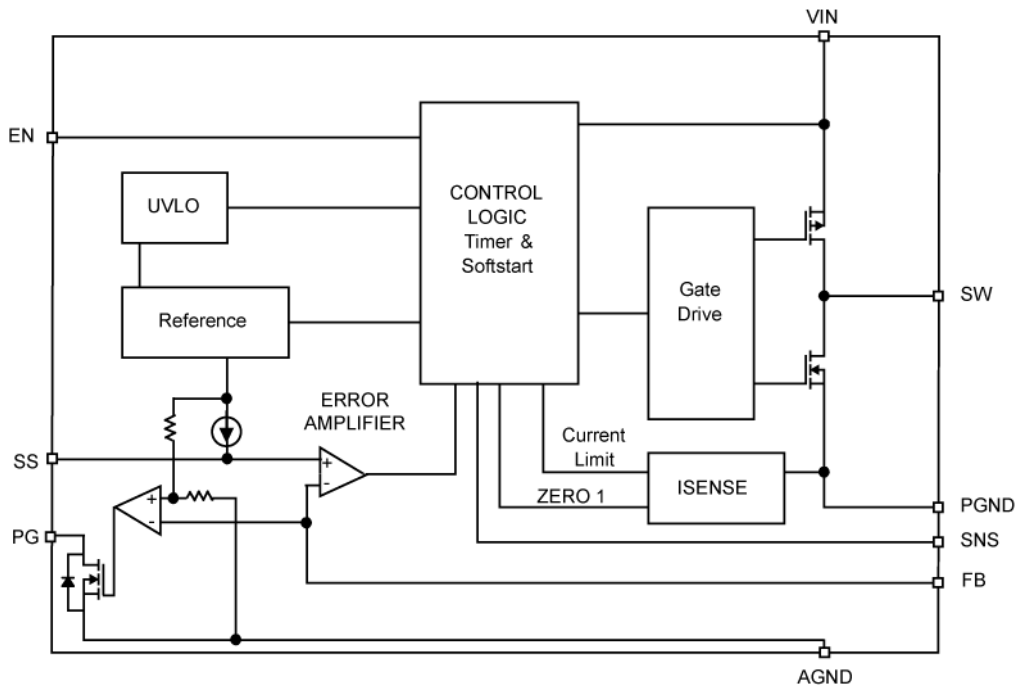 VIN
EN
UVLO
CONTROL
LOGIC
Timer &
Softstart
Gate
Drive
SW
Reference
ERROR
AMPLIFIER
SS
+
-
Current
Limit
ZERO 1
ISENSE
+
-
PG
PGND
SNS
FB
AGND